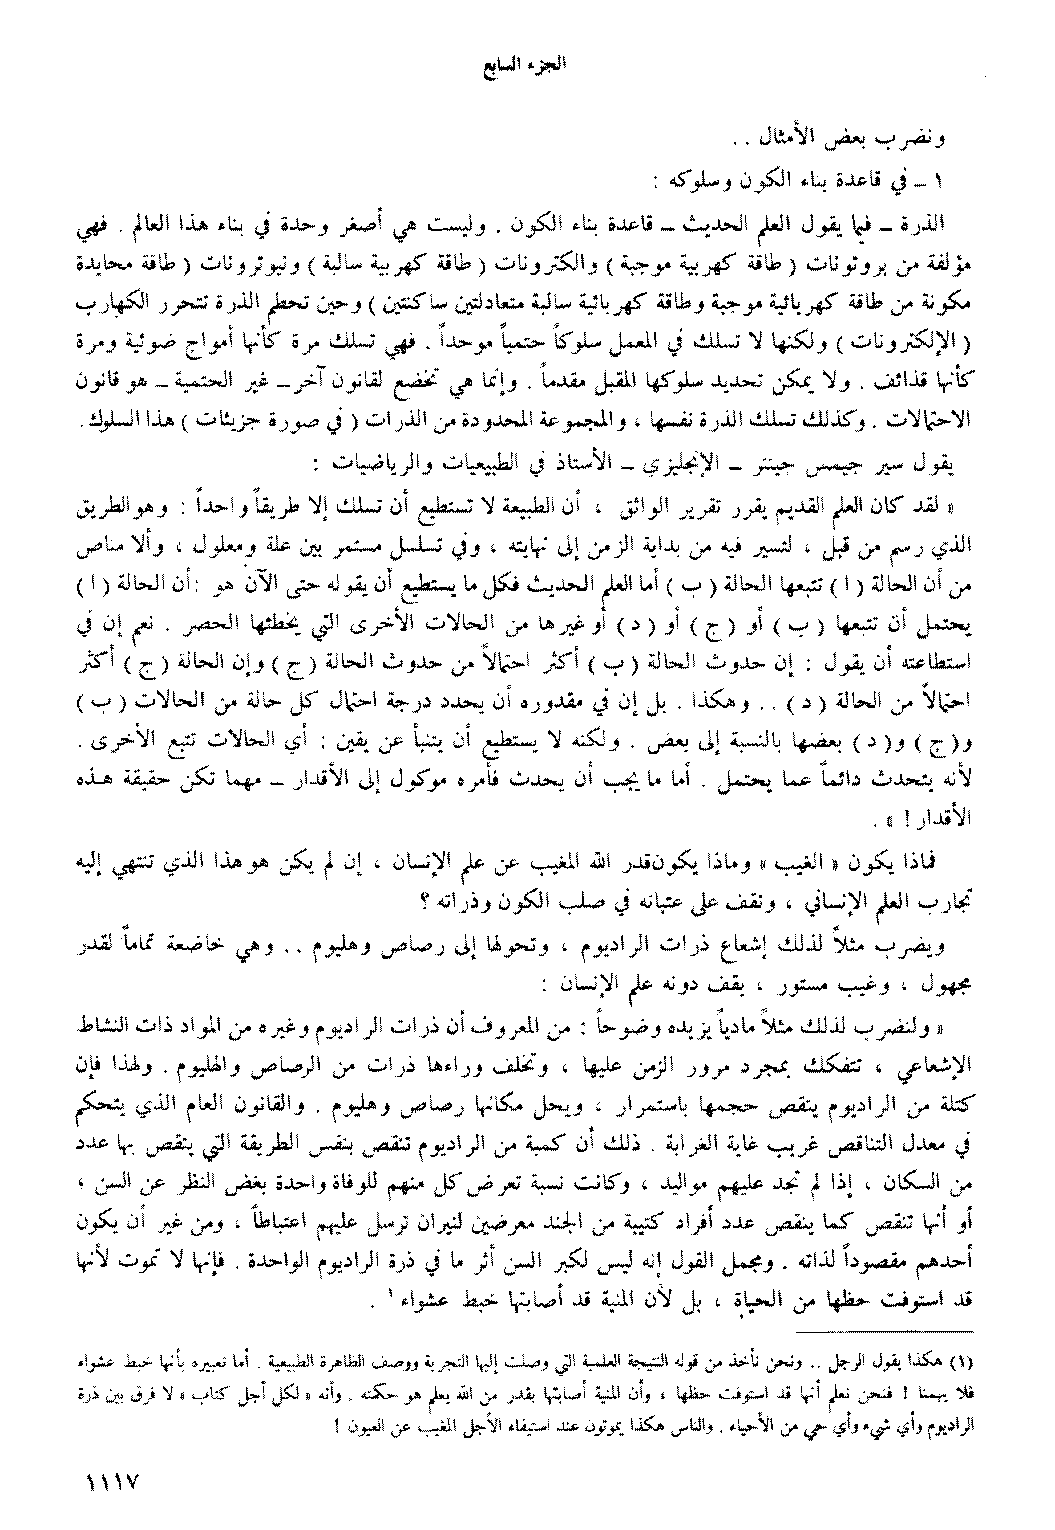 الجزء السابع
ونضرب بعض الأمثال . .
١ – في قاعدة بناء الكون وسلوكه :
الذرة – فيما يقول العلم الحديث – قاعدة بناء الكون . وليست هي أصغر وحدة في بناء هذا العالم . فهي
مؤلفة من بروتونات ( طاقة كهربية موجبة ) والكترونات ( طاقة كهربية سالبة ) ونيوترونات ( طاقة محايدة
مكونة من طاقة كهربائية موجبة وطاقة كهربائية سالبة متعادلتين ساكنتين ) وحين تحطم الذرة تتحرر الكهارب
( الإلكترونات ) ولكنها لا تسلك في المعمل سلوكاً حتمياً موحداً . فهي تسلك مرة كأنها أمواج ضوئية ومرة
كأنها قذائف . ولا يمكن تحديد سلوكها المقبل مقدماً . وإنما هي تخضع لقانون آخر – غير الحتمية – هو قانون
الاحتمالات . وكذلك تسلك الذرة نفسها ، والمجموعة المحدودة من الذرات ( في صورة جزيئات ) هذا السلوك .
يقول سير جيمس جينز – الإنجليزي – الأستاذ في الطبيعيات والرياضيات :
« لقد كان العلم القديم يقرر تقرير الواثق ، أن الطبيعة لا تستطيع أن تسلك إلا طريقاً واحداً : وهو الطريق
الذي رسم من قبل ، لتسير فيه من بداية الزمن إلى نهايته ، وفي تسلسل مستمر بين علة ومعلول ، وألا مناص
من أن الحالة ( ا ) تتبعها الحالة ( ب ) أما العلم الحديث فكل ما يستطيع أن يقوله حتى الآن هو : أن الحالة ( ا )
يحتمل أن تتبعها ( ب ) أو ( ج ) أو ( د ) أو غيرها من الحالات الأخرى التي يخطئها الحصر . نعم إن في
استطاعته أن يقول : إن حدوث الحالة ( ب ) أكثر احتمالاً من حدوث الحالة ( ج ) وإن الحالة ( ج ) أكثر
احتمالاً من الحالة ( د ) . . وهكذا . بل إن في مقدوره أن يحدد درجة احتمال كل حالة من الحالات ( ب )
و( ج ) و( د ) بعضها بالنسبة إلى بعض . ولكنه لا يستطيع أن يتنبأ عن يقين : أي الحالات تتبع الأخرى .
لأنه يتحدث دائماً عما يحتمل . أما ما يجب أن يحدث فأمره موكول إلى الأقدار – مهما تكن حقيقة هذه
الأقدار ! » .
فماذا يكون « الغيب » وماذا يكون قدر الله المغيب عن علم الإنسان ، إن لم يكن هو هذا الذي تنتهي إليه
تجارب العلم الإنساني ، ونقف على عتباته في صلب الكون وذراته ؟
ويضرب مثلاً لذلك إشعاع ذرات الراديوم ، وتحولها إلى رصاص وهليوم . . وهي خاضعة تماماً لقدر
مجهول ، وغيب مستور ، يقف دونه علم الإنسان :
« ولنضرب لذلك مثلاً مادياً يزيده وضوحاً : من المعروف أن ذرات الراديوم وغيره من المواد ذات النشاط
الإشعاعي ، تتفكك بمجرد مرور الزمن عليها ، وتخلف وراءها ذرات من الرصاص والهليوم . ولهذا فإن
كتلة من الراديوم ينقص حجمها باستمرار ، ويحل مكانها رصاص وهليوم . والقانون العام الذي يتحكم
في معدل التناقص غريب غاية الغرابة . ذلك أن كمية من الراديوم تنقص بنفس الطريقة التي ينقص بها عدد
من السكان ، إذا لم تجد عليهم مواليد ، وكانت نسبة تعرض كل منهم للوفاة واحدة بغض النظر عن السن ،
أو أنها تنقص كما ينقص عدد أفراد كتيبة من الجند معرضين لنيران ترسل عليهم اعتباطاً ، ومن غير أن يكون
أحدهم مقصوداً لذاته . ومجمل القول إنه ليس لكبر السن أثر ما في ذرة الراديوم الواحدة . فإنها لا تموت لأنها
قد استوفت حظها من الحياة ، بل لأن المنية قد أصابتها خبط عشواء ١ .
(١) هكذا يقول الرجل . . ونحن نأخذ من قوله النتيجة العلمية التي وصلت إليها التجربة ووصف الظاهرة الطبيعية . أما تعبيره بأنها خبط عشواء
فلا يهمنا ! فنحن نعلم أنها قد استوفت حظها ، وأن المنية أصابتها بقدر من الله يعلم هو حكمته . وأنه « لكل أجل كتاب » لا فرق بين ذرة
الراديوم وأي شيء وأي حي من الأحياء . والناس هكذا يموتون عند استيفاء الأجل المغيب عن العيون !
١١١٧